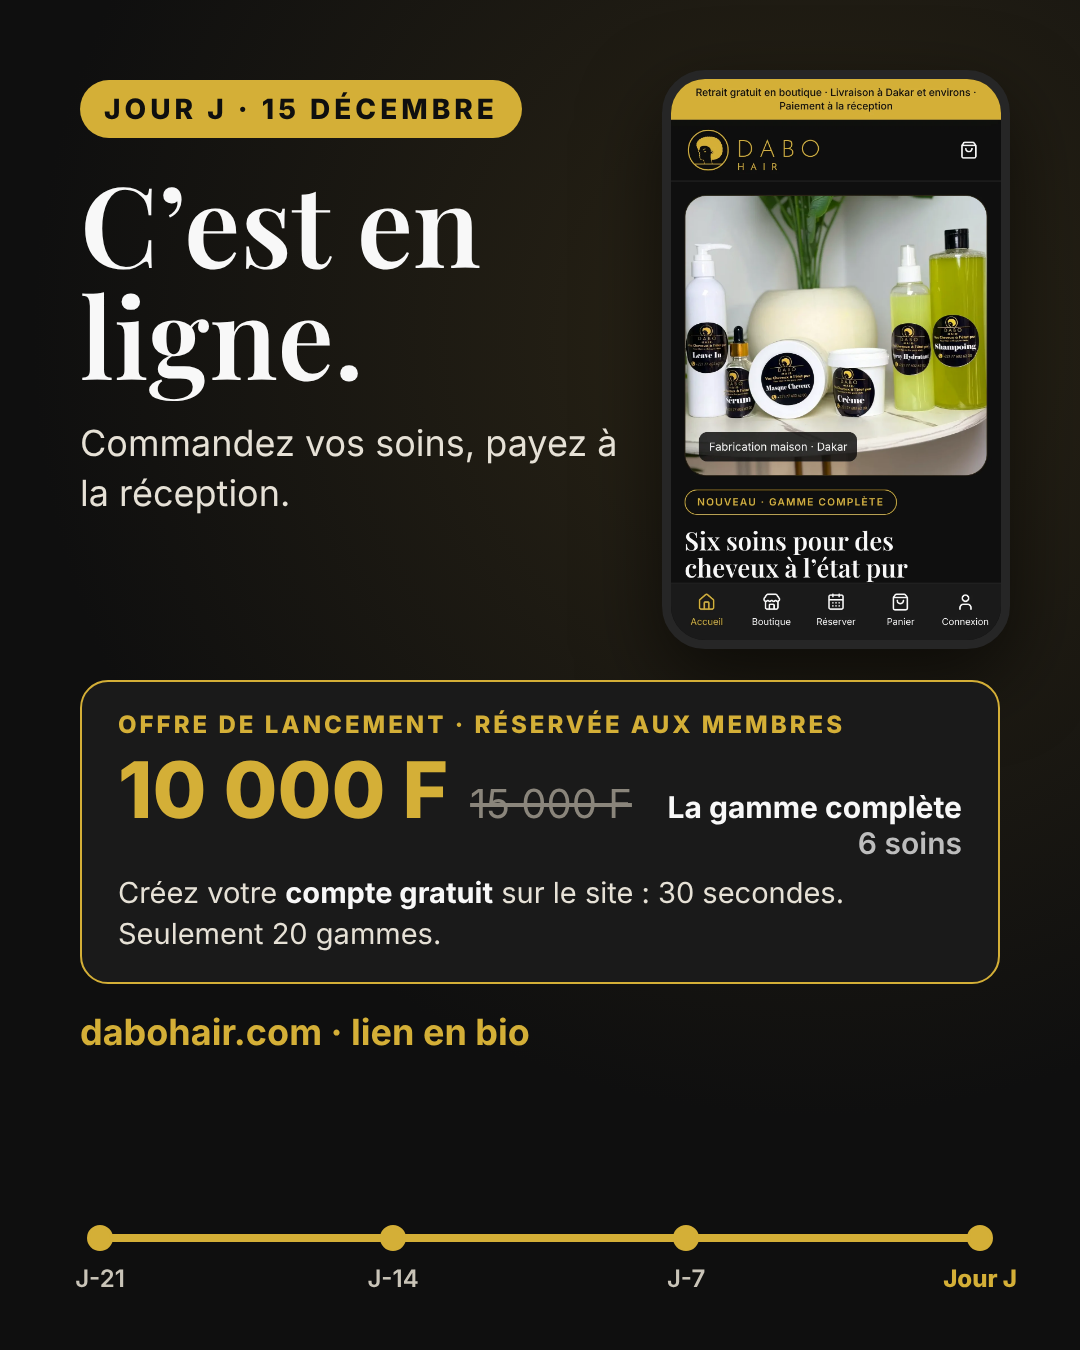 JOUR J · 15 DÉCEMBRE
C’est en
ligne.
Commandez vos soins, payez à
la réception.
Retrait gratuit en boutique · Livraison à Dakar et environs ·
Paiement à la réception
DABO
HAIR
Leave In
Sérum
Masque Cheveux
Crème
Spray Hydratant
Shampoing
Fabrication maison · Dakar
NOUVEAU · GAMME COMPLÈTE
Six soins pour des
cheveux à l’état pur
Accueil
Boutique
Réserver
Panier
Connexion
OFFRE DE LANCEMENT · RÉSERVÉE AUX MEMBRES
10 000 F 15 000 F
La gamme complète
6 soins
Créez votre compte gratuit sur le site : 30 secondes.
Seulement 20 gammes.
dabohair.com · lien en bio
J-21
J-14
J-7
Jour J